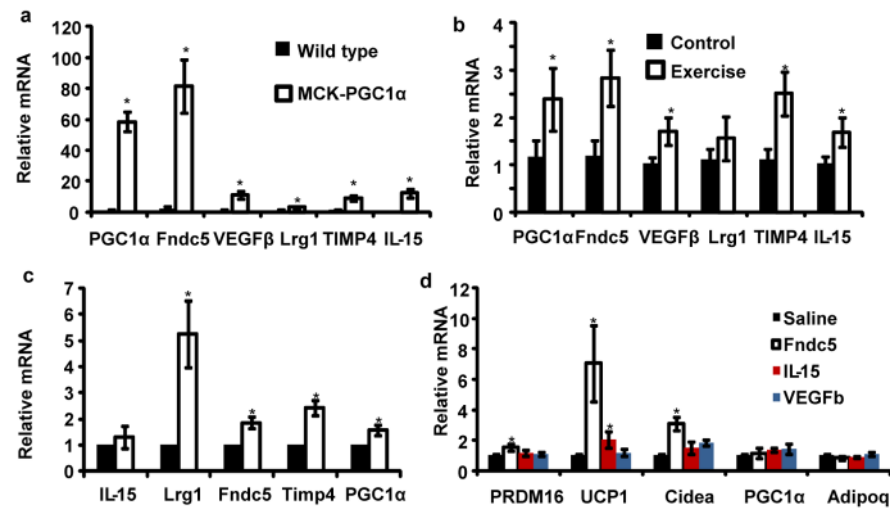 a
Relative mRNA
120
100
80
60
40
20
0
Wild type
MCK-PGC1α
* * * * * *
PGC1α Fndc5 VEGFβ Lrg1 TIMP4 IL-15
b
Relative mRNA
4
3
2
1
0
Control
Exercise
* * * * *
PGC1α Fndc5 VEGFβ Lrg1 TIMP4 IL-15
c
Relative mRNA
7
6
5
4
3
2
1
0
* * * *
IL-15 Lrg1 Fndc5 Timp4 PGC1α
d
Relative mRNA
12
10
8
6
4
2
0
Saline
Fndc5
IL-15
VEGFb
* * * *
PRDM16 UCP1 Cidea PGC1α Adipoq